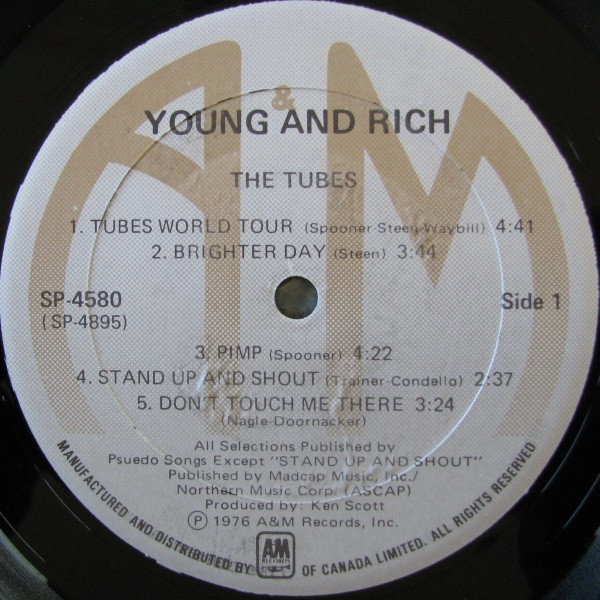 A&M
YOUNG AND RICH
THE TUBES
1. TUBES WORLD TOUR (Spooner-Steen-Waybill) 4:41
2. BRIGHTER DAY (Steen) 3:44
SP-4580
(SP-4895)
Side 1
3. PIMP (Spooner) 4:22
4. STAND UP AND SHOUT (Trainer-Condello) 2:37
5. DON'T TOUCH ME THERE 3:24
(Nagle-Doornacker)
All Selections Published by
Psuedo Songs Except "STAND UP AND SHOUT"
Published by Madcap Music, Inc./
Northern Music Corp. (ASCAP)
Produced by: Ken Scott
Ⓟ 1976 A&M Records, Inc.
MANUFACTURED AND DISTRIBUTED BY A&M RECORDS OF CANADA LIMITED. ALL RIGHTS RESERVED